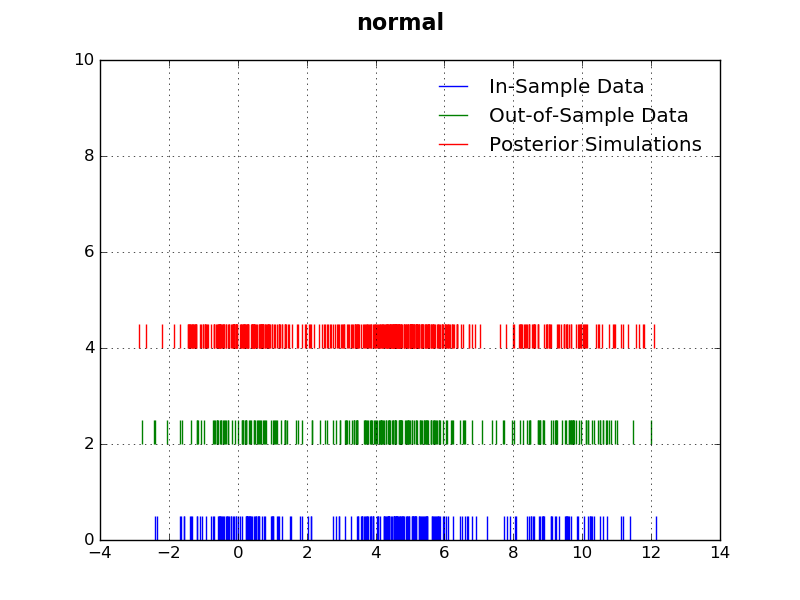 normal
10
8
6
4
2
0
In-Sample Data
Out-of-Sample Data
Posterior Simulations
−4 −2 0 2 4 6 8 10 12 14